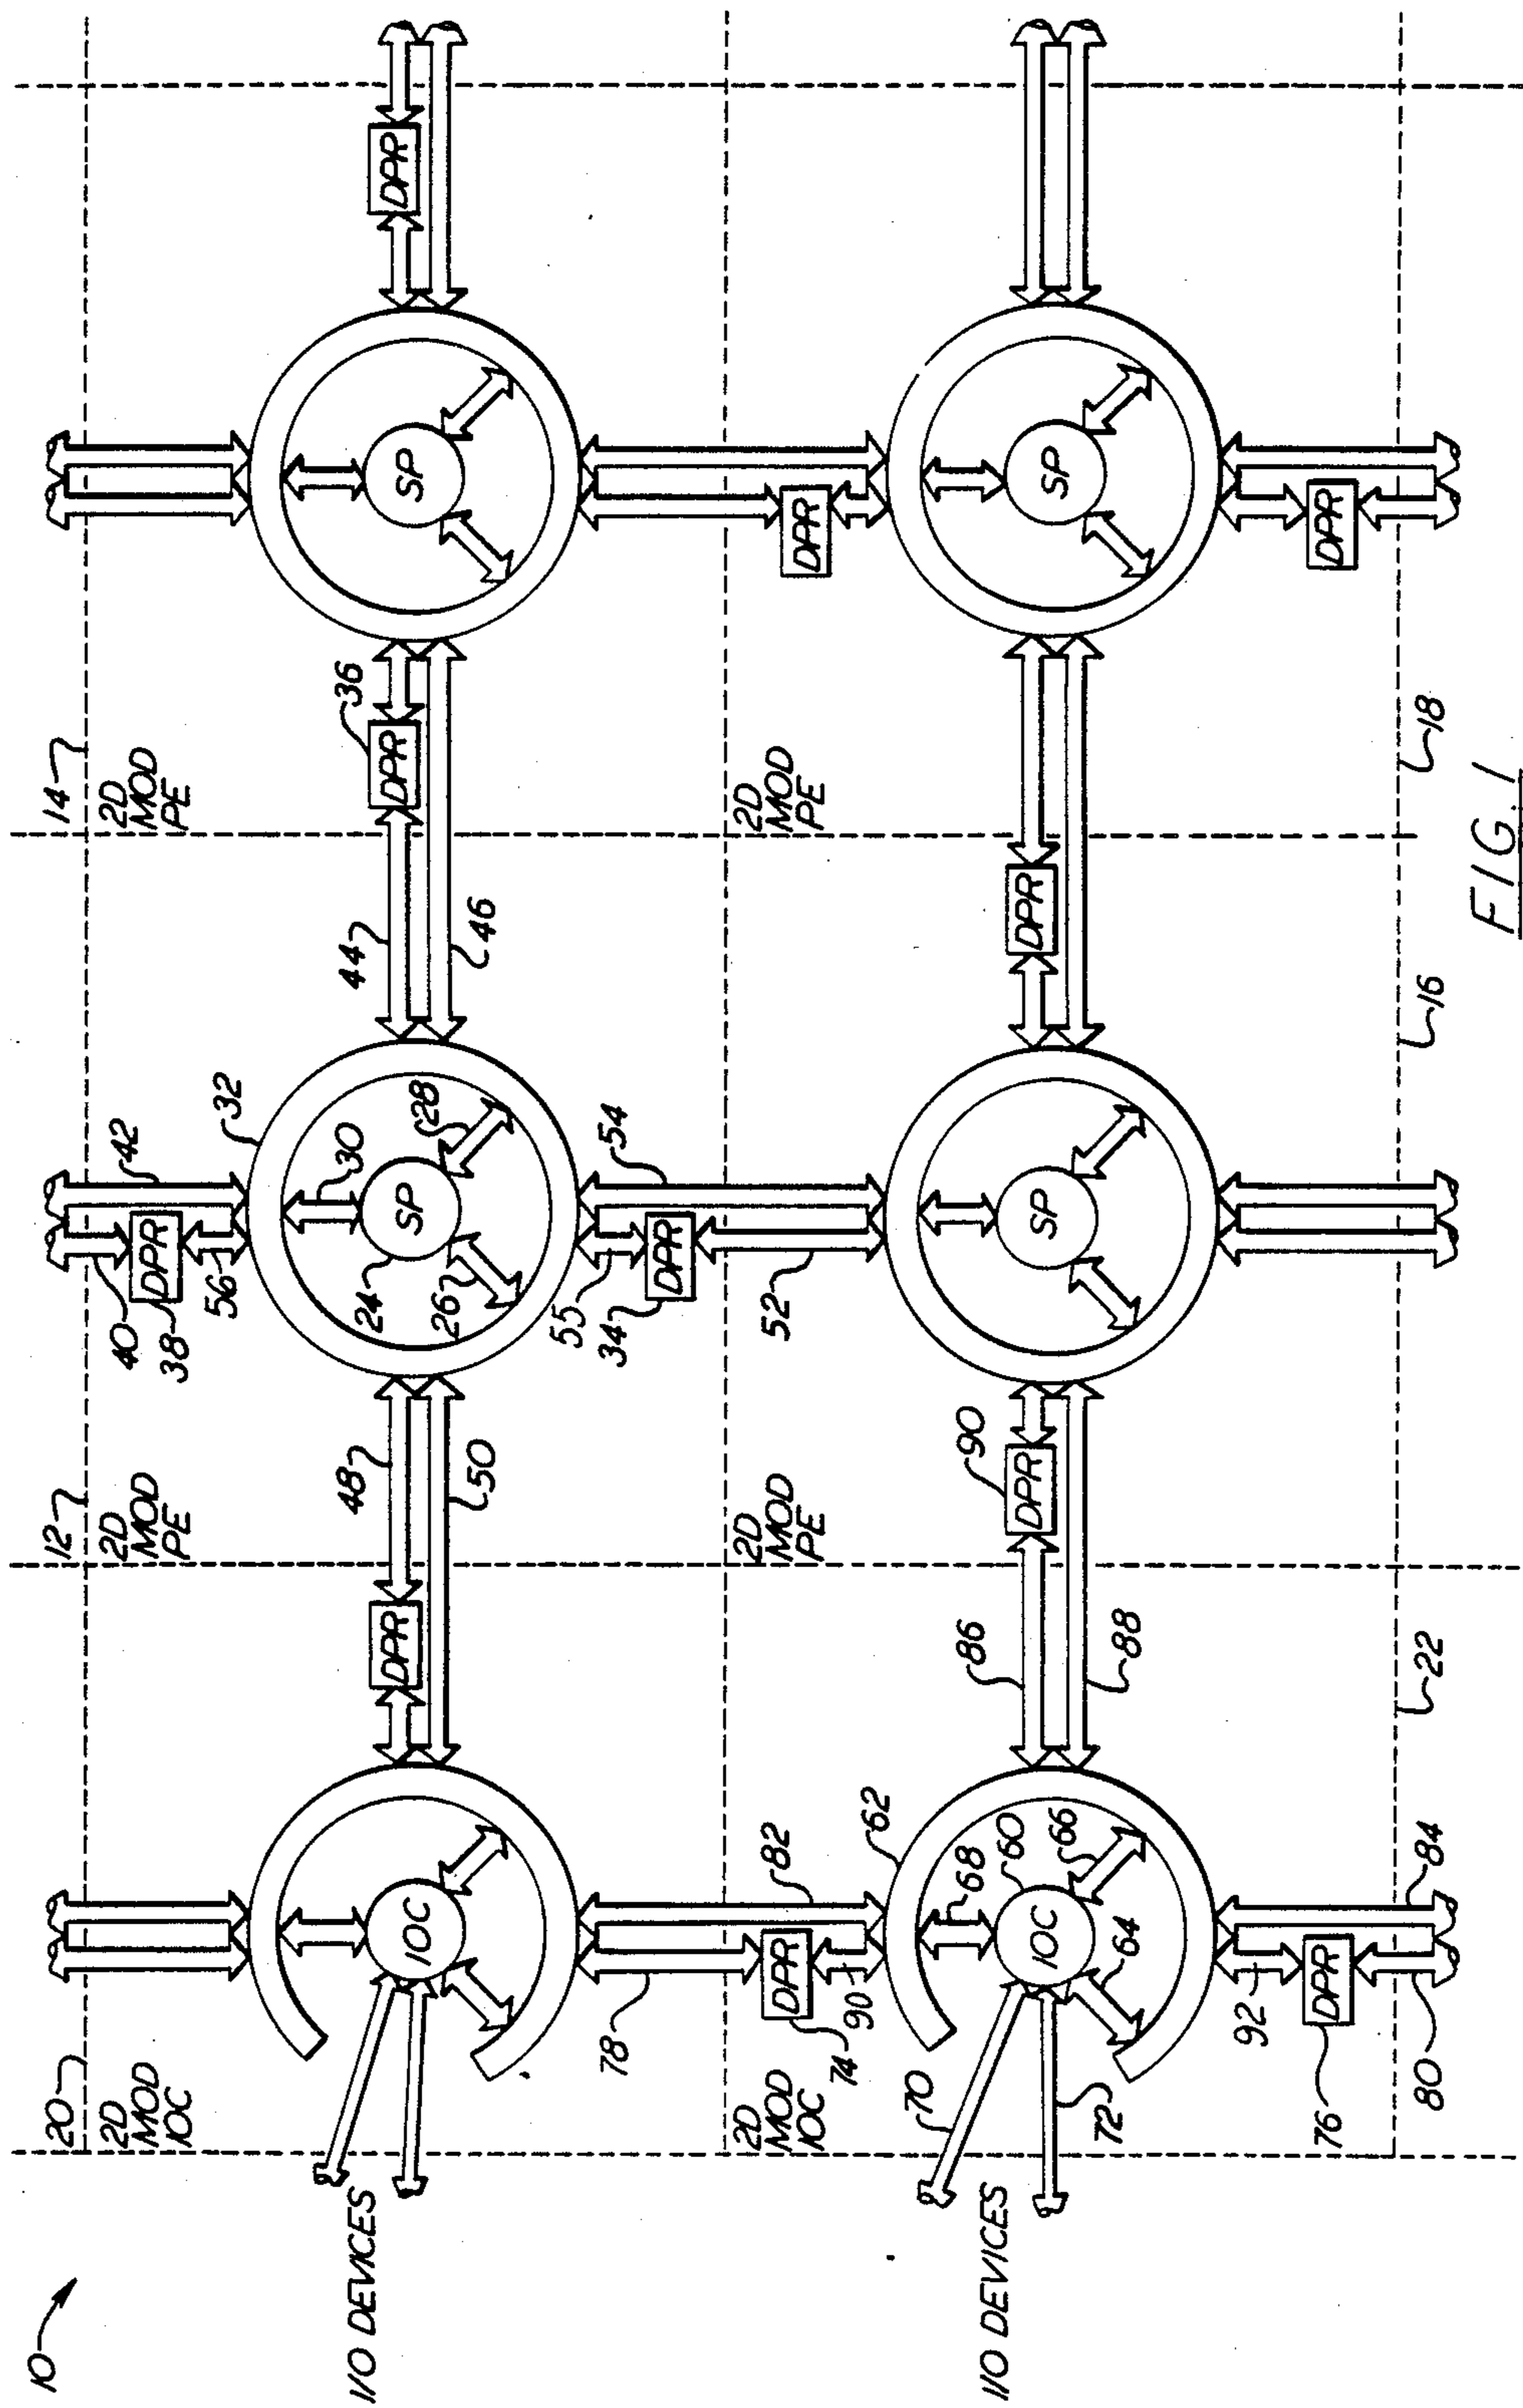 10
20
12
14
2D
MOD
IOC
2D
MOD
PE
2D
MOD
PE
40
42
38
DPR
56
32
I/O DEVICES
48
30
44
36
24
DPR
DPR
DPR
IOC
SP
SP
28
26
50
46
55
34
54
78
DPR
2D
MOD
IOC
2D
MOD
PE
2D
MOD
PE
52
82
DPR
DPR
74
90
62
70
I/O DEVICES
68
60
86
90
DPR
DPR
IOC
SP
SP
66
72
64
88
92
76
DPR
DPR
80
84
22
16
18
FIG. 1